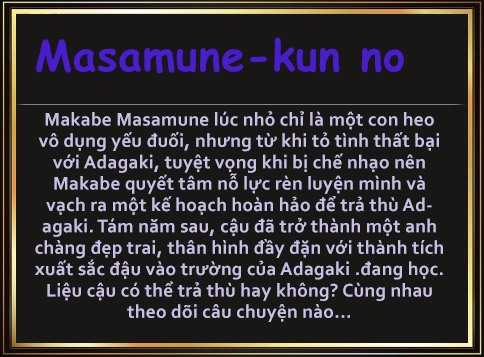 Masamune-kun no
Makabe Masamune lúc nhỏ chỉ là một con heo
vô dụng yếu đuối, nhưng từ khi tỏ tình thất bại
với Adagaki, tuyệt vọng khi bị chế nhạo nên
Makabe quyết tâm nỗ lực rèn luyện mình và
vạch ra một kế hoạch hoàn hảo để trả thù Ad-
agaki. Tám năm sau, cậu đã trở thành một anh
chàng đẹp trai, thân hình đầy đặn với thành tích
xuất sắc đậu vào trường của Adagaki .đang học.
Liệu cậu có thể trả thù hay không? Cùng nhau
theo dõi câu chuyện nào...